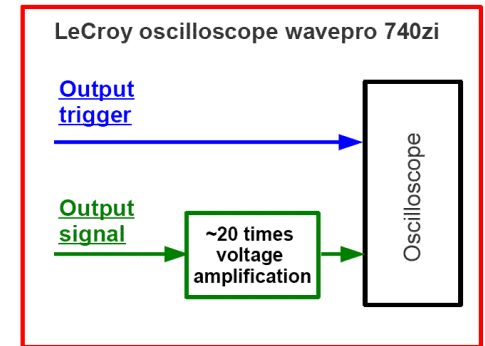 LeCroy oscilloscope wavepro 740zi
Output
trigger
Output
signal
~20 times
voltage
amplification
Oscilloscope